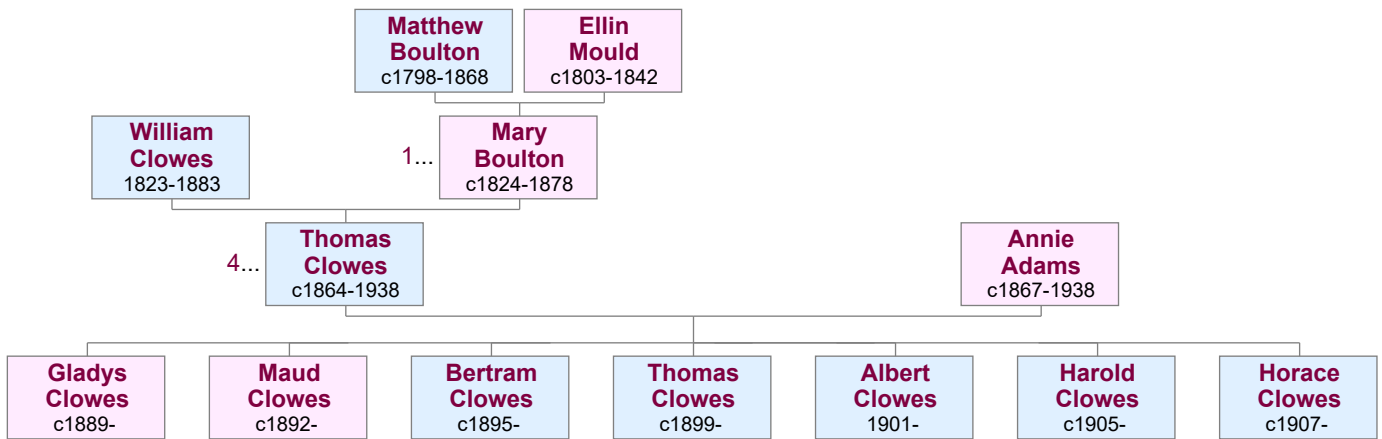 Matthew
Boulton
c1798-1868
Ellin
Mould
c1803-1842
William
Clowes
1823-1883
1...
Mary
Boulton
c1824-1878
4...
Thomas
Clowes
c1864-1938
Annie
Adams
c1867-1938
Gladys
Clowes
c1889-
Maud
Clowes
c1892-
Bertram
Clowes
c1895-
Thomas
Clowes
c1899-
Albert
Clowes
1901-
Harold
Clowes
c1905-
Horace
Clowes
c1907-